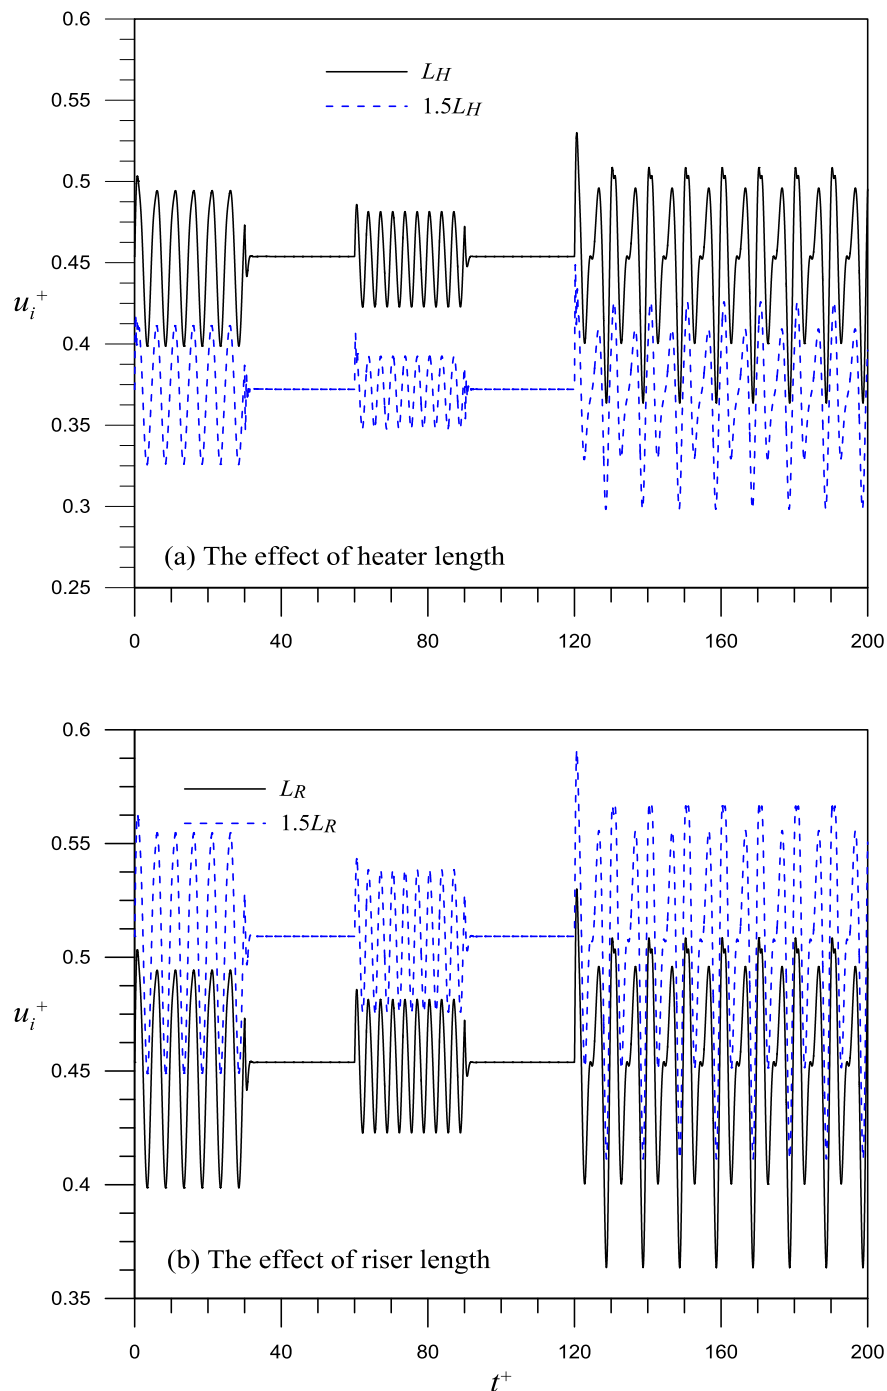 0.6
L_H
0.55
1.5L_H
0.5
0.45
u_i^+
0.4
0.35
0.3
(a) The effect of heater length
0.25
0 40 80 120 160 200
0.6
L_R
1.5L_R
0.55
0.5
u_i^+
0.45
0.4
(b) The effect of riser length
0.35
0 40 80 120 160 200
t^+